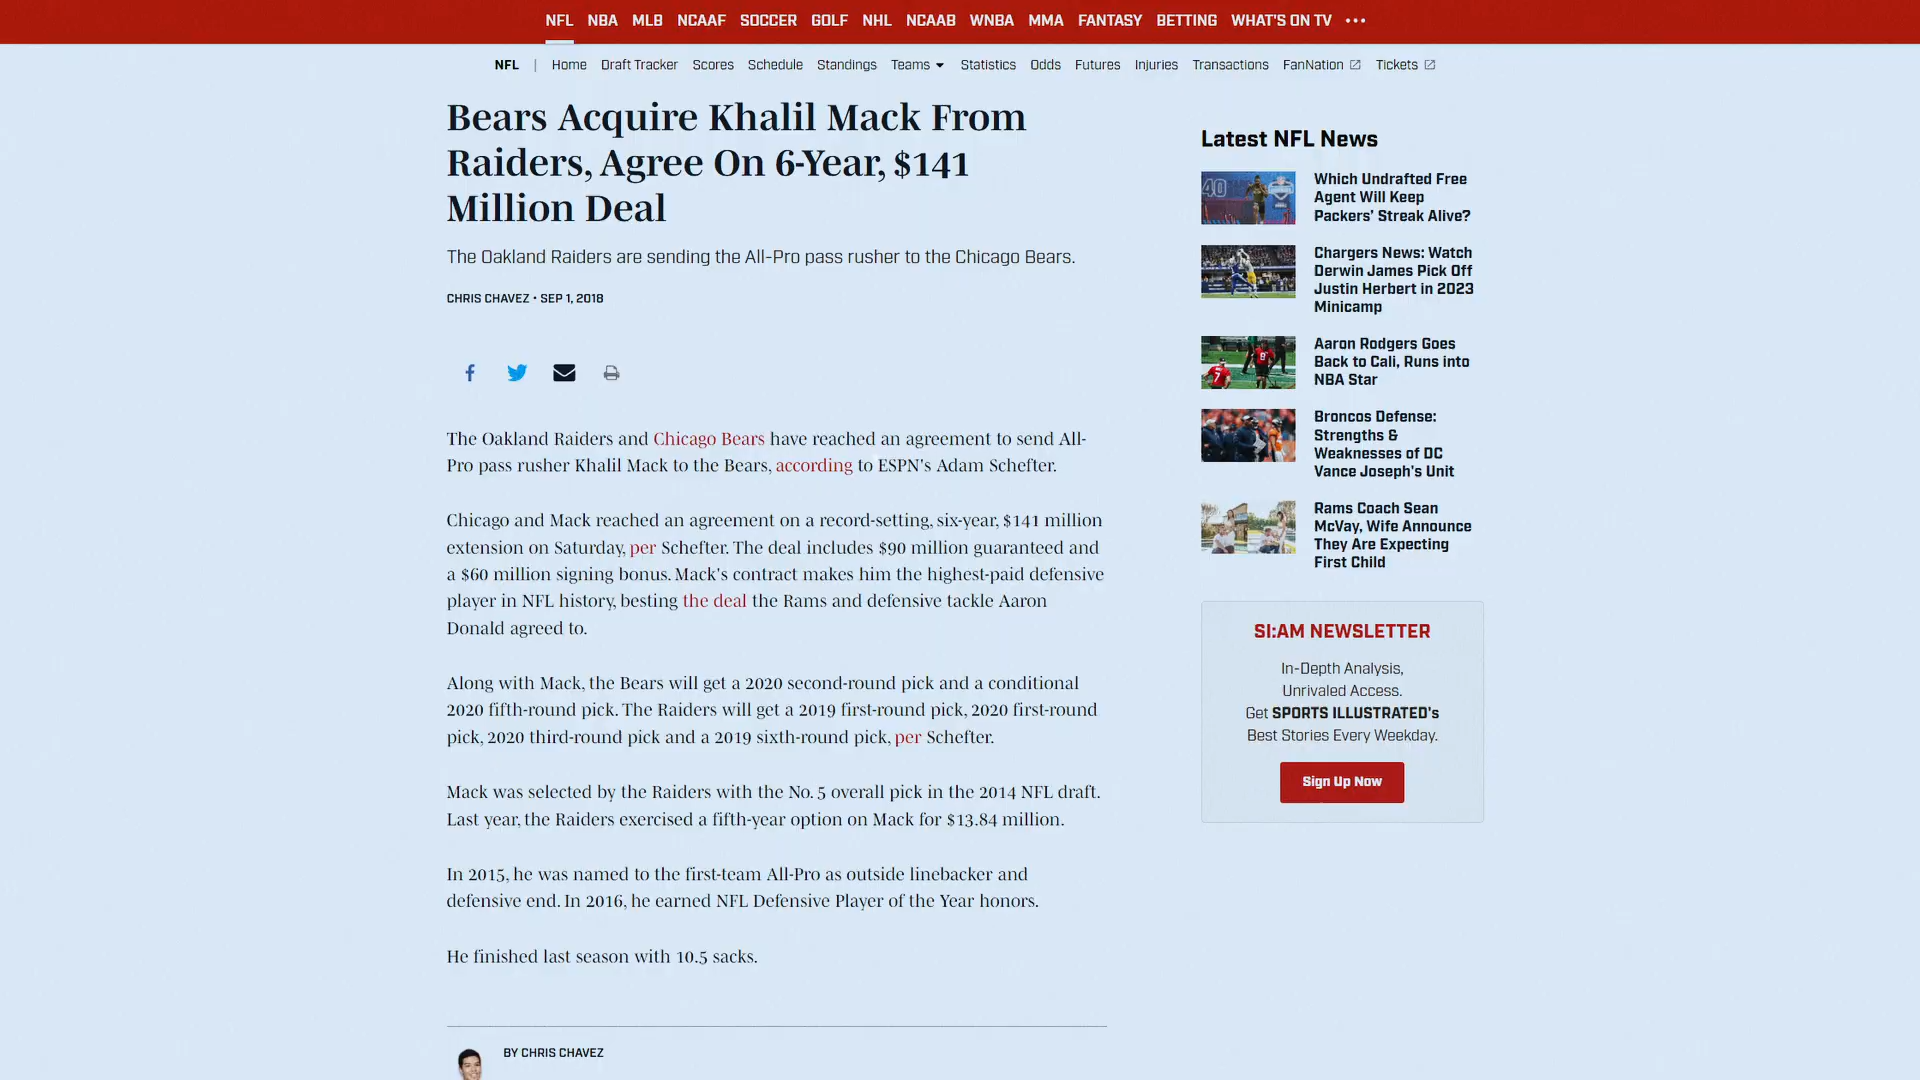 NFL NBA MLB NCAAF SOCCER GOLF NHL NCAAB WNBA MMA FANTASY BETTING WHAT'S ON TV •••
NFL | Home Draft Tracker Scores Schedule Standings Teams Statistics Odds Futures Injuries Transactions FanNation Tickets
Bears Acquire Khalil Mack From
Raiders, Agree On 6-Year, $141
Million Deal
The Oakland Raiders are sending the All-Pro pass rusher to the Chicago Bears.
CHRIS CHAVEZ • SEP 1, 2018
The Oakland Raiders and Chicago Bears have reached an agreement to send All-
Pro pass rusher Khalil Mack to the Bears, according to ESPN's Adam Schefter.
Chicago and Mack reached an agreement on a record-setting, six-year, $141 million
extension on Saturday, per Schefter. The deal includes $90 million guaranteed and
a $60 million signing bonus. Mack's contract makes him the highest-paid defensive
player in NFL history, besting the deal the Rams and defensive tackle Aaron
Donald agreed to.
Along with Mack, the Bears will get a 2020 second-round pick and a conditional
2020 fifth-round pick. The Raiders will get a 2019 first-round pick, 2020 first-round
pick, 2020 third-round pick and a 2019 sixth-round pick, per Schefter.
Mack was selected by the Raiders with the No. 5 overall pick in the 2014 NFL draft.
Last year, the Raiders exercised a fifth-year option on Mack for $13.84 million.
In 2015, he was named to the first-team All-Pro as outside linebacker and
defensive end. In 2016, he earned NFL Defensive Player of the Year honors.
He finished last season with 10.5 sacks.
BY CHRIS CHAVEZ
Latest NFL News
40
Which Undrafted Free
Agent Will Keep
Packers' Streak Alive?
Chargers News: Watch
Derwin James Pick Off
Justin Herbert in 2023
Minicamp
7
8
Aaron Rodgers Goes
Back to Cali, Runs into
NBA Star
Broncos Defense:
Strengths &
Weaknesses of DC
Vance Joseph's Unit
Rams Coach Sean
McVay, Wife Announce
They Are Expecting
First Child
SI:AM NEWSLETTER
In-Depth Analysis,
Unrivaled Access.
Get SPORTS ILLUSTRATED's
Best Stories Every Weekday.
Sign Up Now